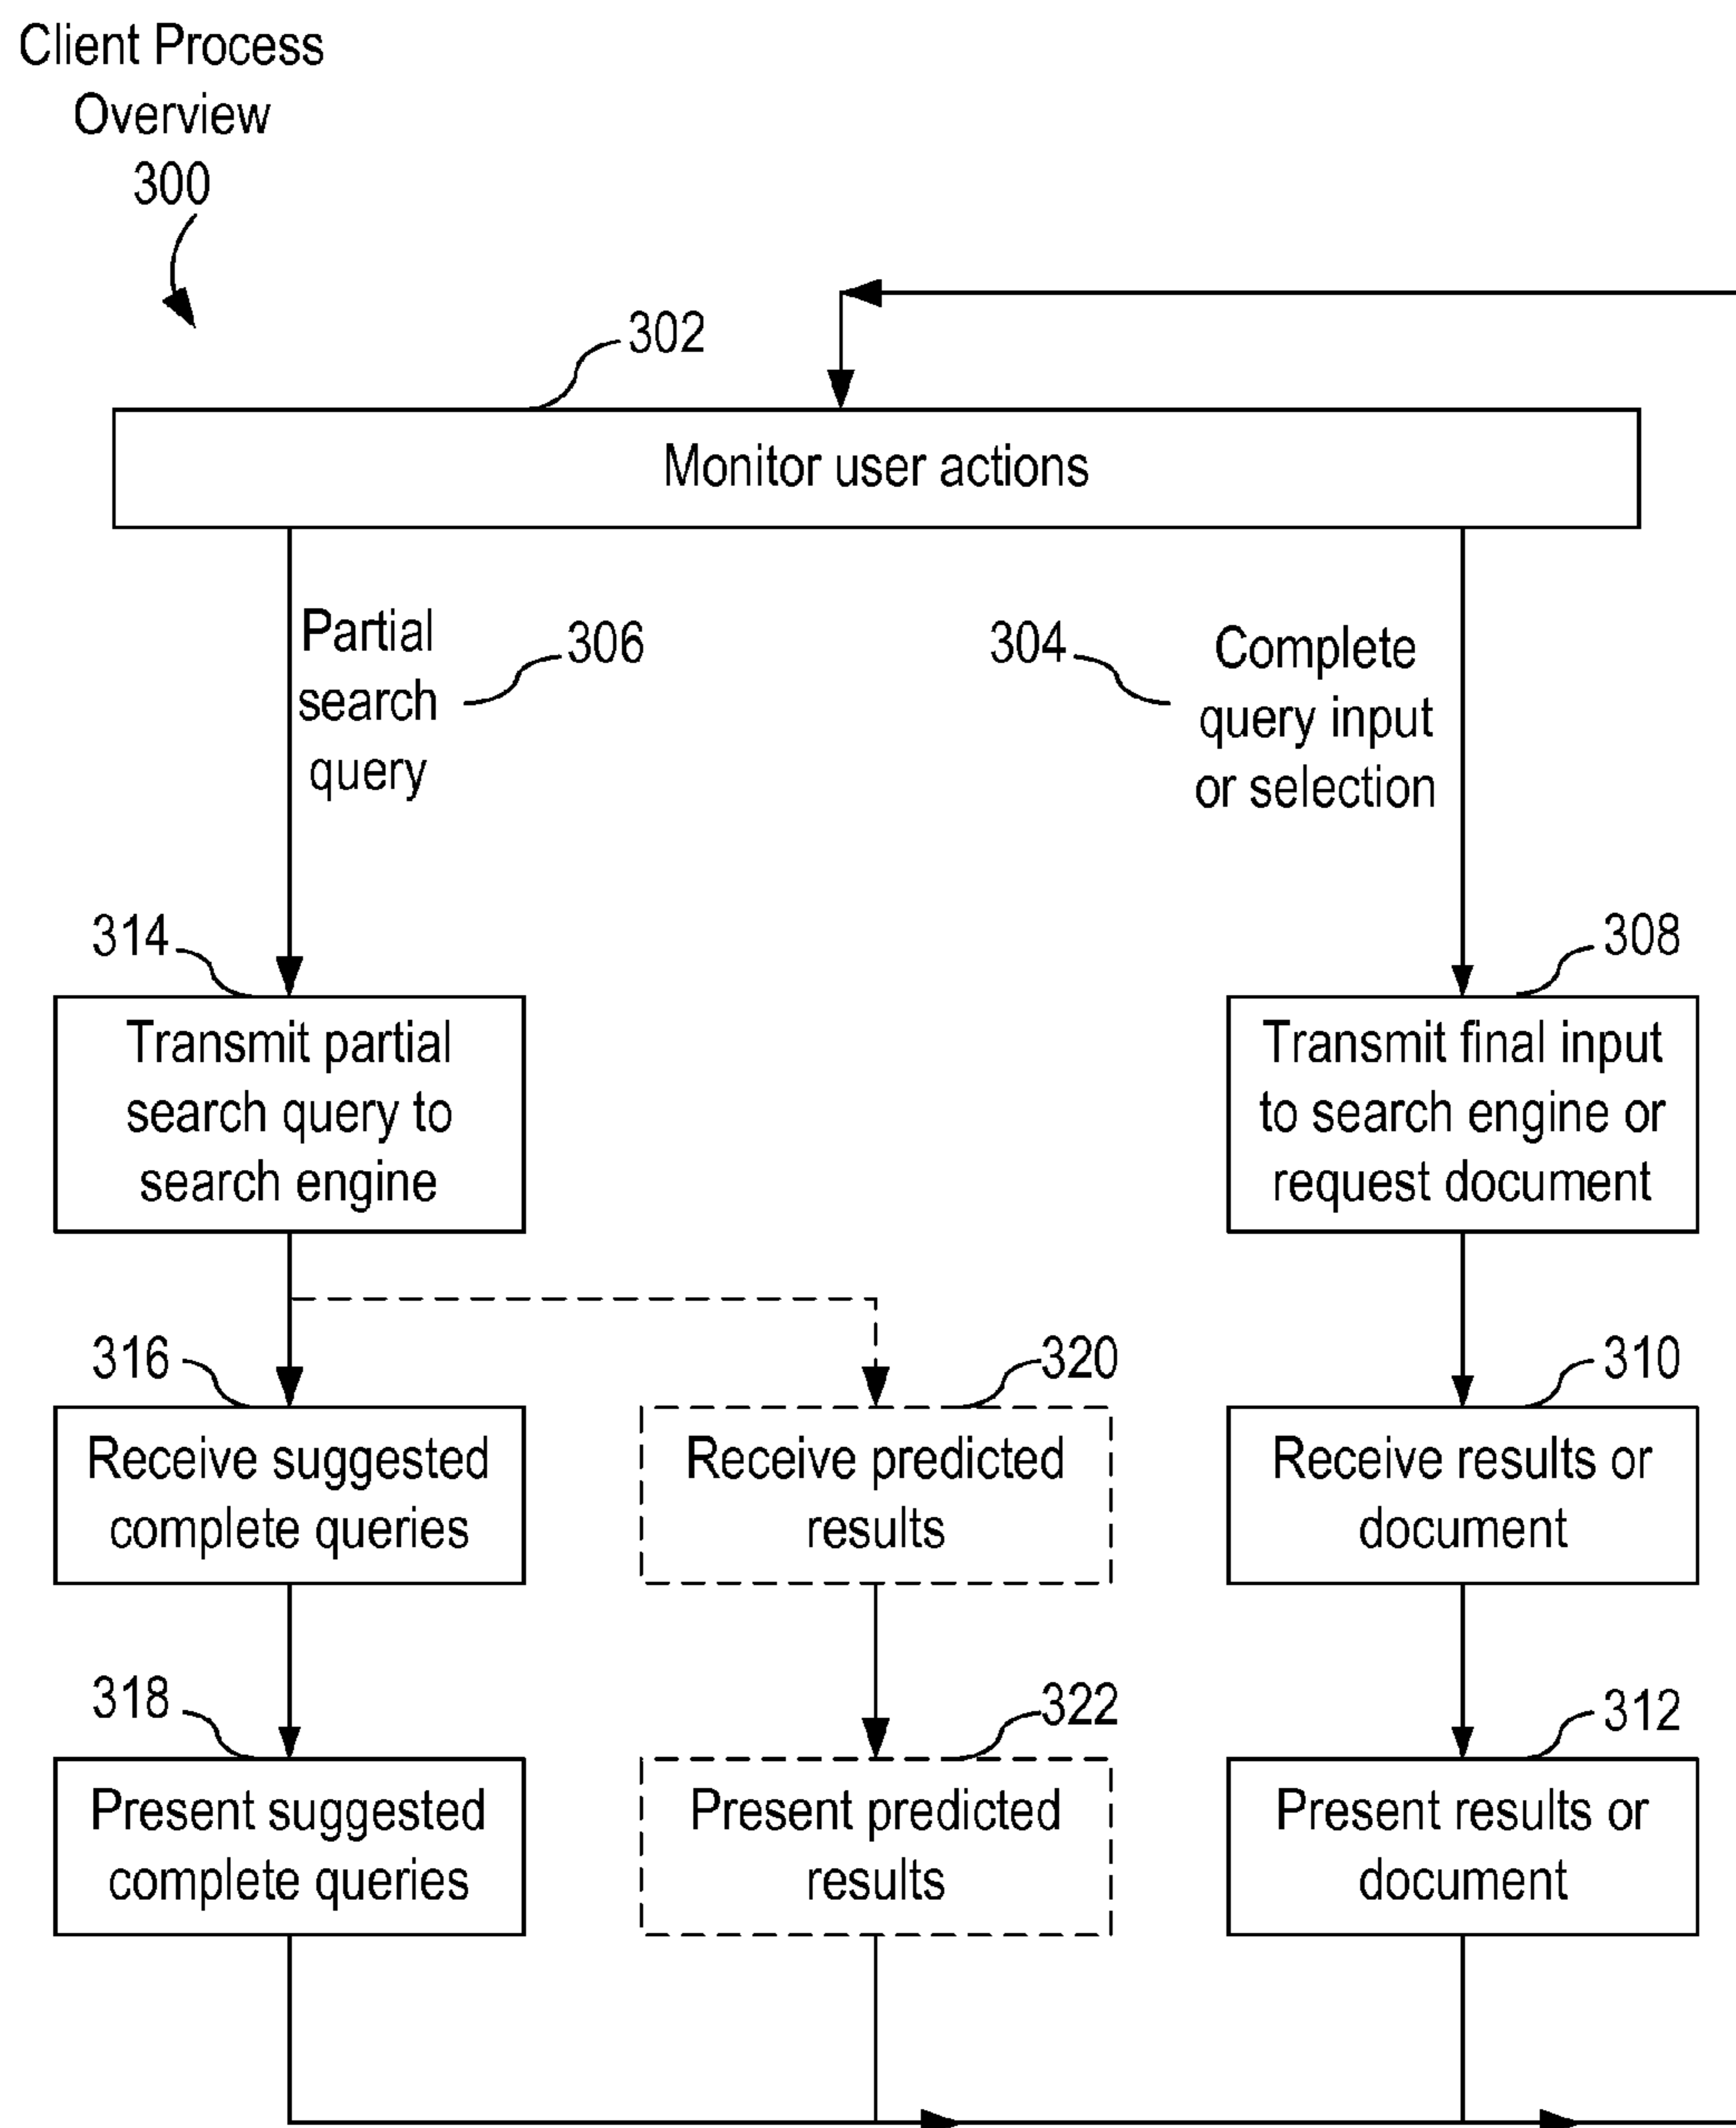 Client Process
Overview
300
302
Monitor user actions
Partial
search
query
306
304
Complete
query input
or selection
314
Transmit partial
search query to
search engine
308
Transmit final input
to search engine or
request document
316
Receive suggested
complete queries
320
Receive predicted
results
310
Receive results or
document
318
Present suggested
complete queries
322
Present predicted
results
312
Present results or
document